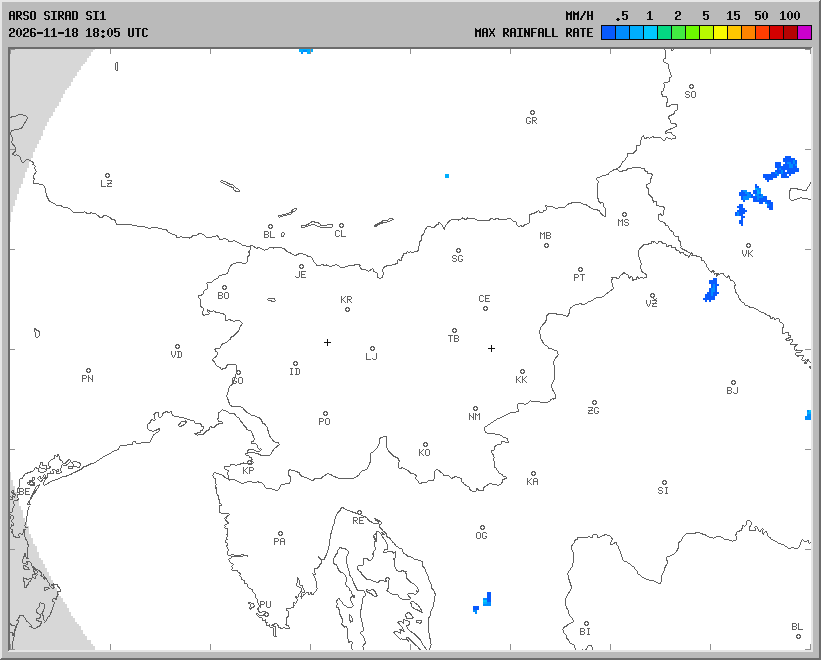 ARSO SIRAD SI1
2026-11-18 18:05 UTC
MM/H .5 1 2 5 15 50 100
MAX RAINFALL RATE
SO
GR
LZ
MS
BL
CL
MB
VK
SG
JE
PT
BO
KR
CE
VZ
TB
VD
LJ
ID
PN
GO
KK
BJ
ZG
NM
PO
KO
KP
KA
BE
SI
RE
OG
PA
PU
BI
BL